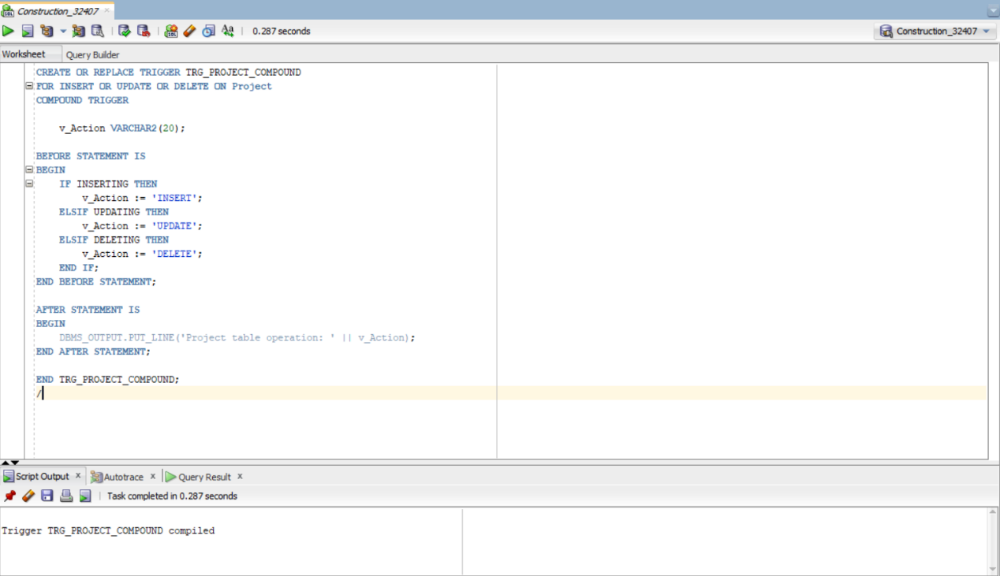 Construction_32407
0.287 seconds
Construction_32407
Worksheet Query Builder
CREATE OR REPLACE TRIGGER TRG_PROJECT_COMPOUND
FOR INSERT OR UPDATE OR DELETE ON Project
COMPOUND TRIGGER
v_Action VARCHAR2(20);
BEFORE STATEMENT IS
BEGIN
IF INSERTING THEN
v_Action := 'INSERT';
ELSIF UPDATING THEN
v_Action := 'UPDATE';
ELSIF DELETING THEN
v_Action := 'DELETE';
END IF;
END BEFORE STATEMENT;
AFTER STATEMENT IS
BEGIN
DBMS_OUTPUT.PUT_LINE('Project table operation: ' || v_Action);
END AFTER STATEMENT;
END TRG_PROJECT_COMPOUND;
/
Script Output x Autotrace x Query Result x
Task completed in 0.287 seconds
Trigger TRG_PROJECT_COMPOUND compiled